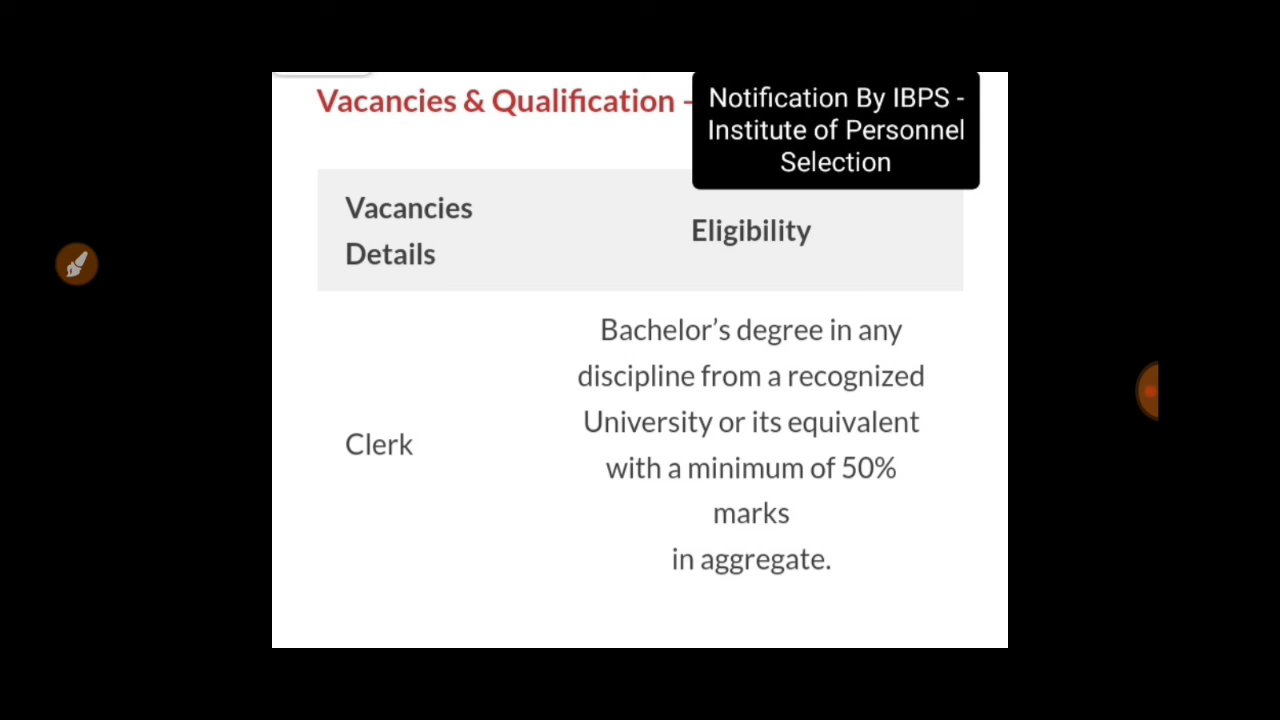 Vacancies & Qualification -
Notification By IBPS -
Institute of Personnel
Selection
Vacancies
Details
Eligibility
Clerk
Bachelor’s degree in any
discipline from a recognized
University or its equivalent
with a minimum of 50%
marks
in aggregate.